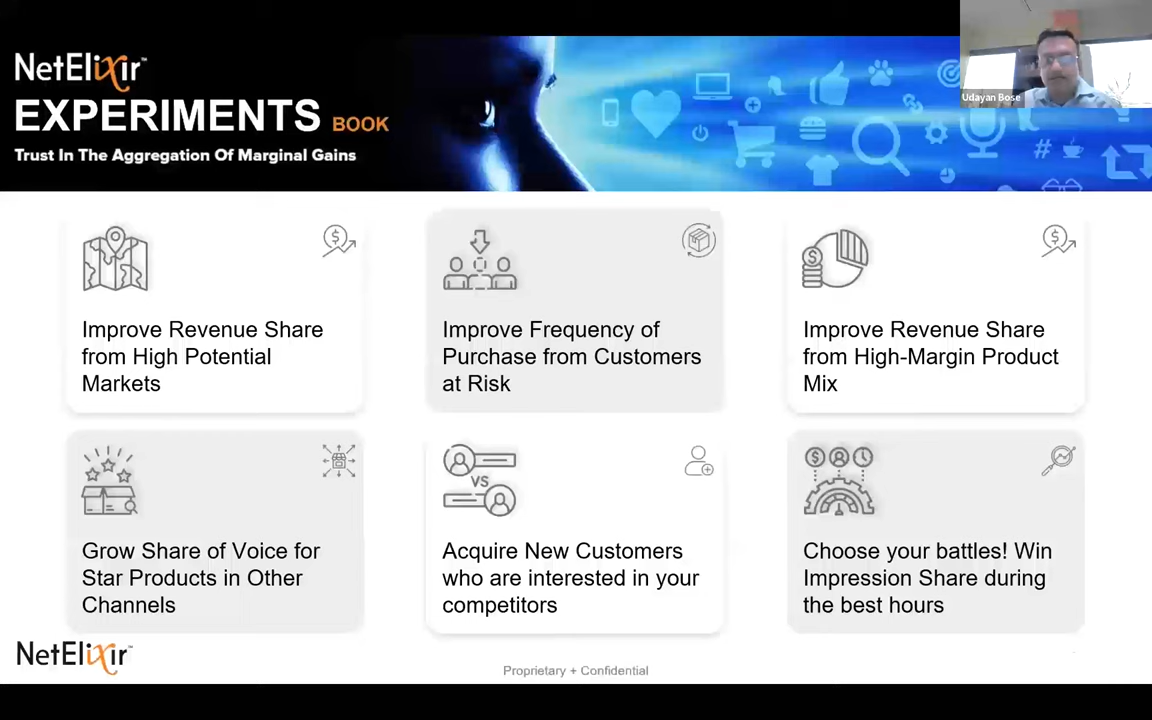 NetElixir™
EXPERIMENTS BOOK
Trust In The Aggregation Of Marginal Gains
Udayan Bose
#
Improve Revenue Share
from High Potential
Markets
Improve Frequency of
Purchase from Customers
at Risk
Improve Revenue Share
from High-Margin Product
Mix
Grow Share of Voice for
Star Products in Other
Channels
VS
Acquire New Customers
who are interested in your
competitors
Choose your battles! Win
Impression Share during
the best hours
NetElixir™
Proprietary + Confidential